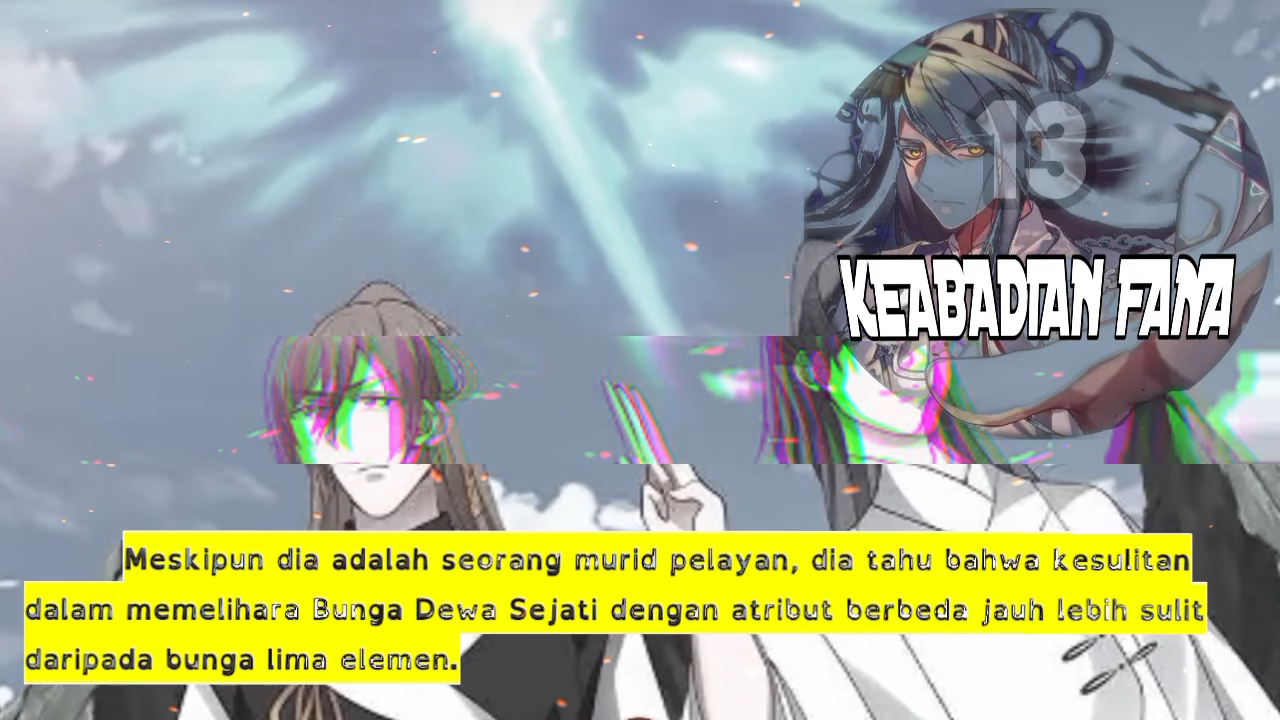 13
KEABADIAN FANA
Meskipun dia adalah seorang murid pelayan, dia tahu bahwa kesulitan
dalam memelihara Bunga Dewa Sejati dengan atribut berbeda jauh lebih sulit
daripada bunga lima elemen.